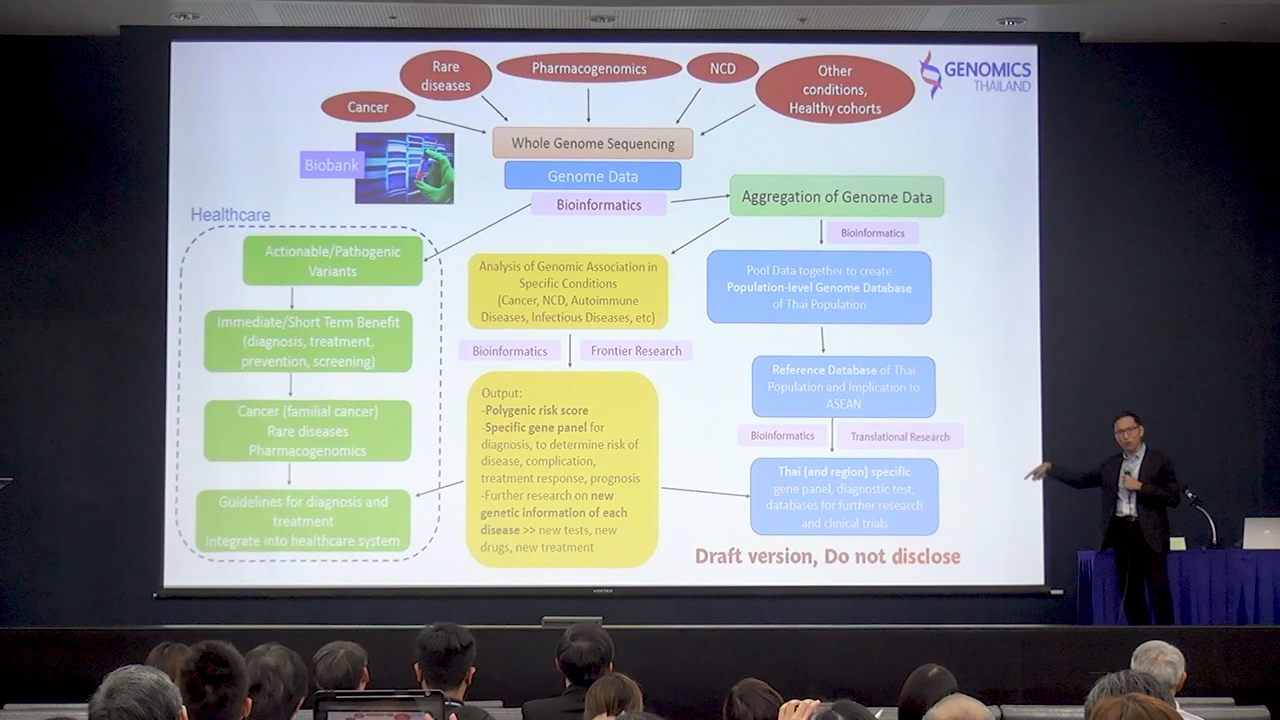 Rare
diseases
Pharmacogenomics
NCD
Other
conditions,
Healthy cohorts
GENOMICS
THAILAND
Cancer
Whole Genome Sequencing
Biobank
Genome Data
Bioinformatics
Aggregation of Genome Data
Healthcare
Bioinformatics
Actionable/Pathogenic
Variants
Immediate/Short Term Benefit
(diagnosis, treatment,
prevention, screening)
Cancer (familial cancer)
Rare diseases
Pharmacogenomics
Guidelines for diagnosis and
treatment
Integrate into healthcare system
Analysis of Genomic Association in
Specific Conditions
(Cancer, NCD, Autoimmune
Diseases, Infectious Diseases, etc)
Bioinformatics
Frontier Research
Output:
-Polygenic risk score
-Specific gene panel for
diagnosis, to determine risk of
disease, complication,
treatment response, prognosis
-Further research on new
genetic information of each
disease >> new tests, new
drugs, new treatment
Pool Data together to create
Population-level Genome Database
of Thai Population
Reference Database of Thai
Population and Implication to
ASEAN
Bioinformatics
Translational Research
Thai (and region) specific
gene panel, diagnostic test,
databases for further research
and clinical trials
Draft version, Do not disclose